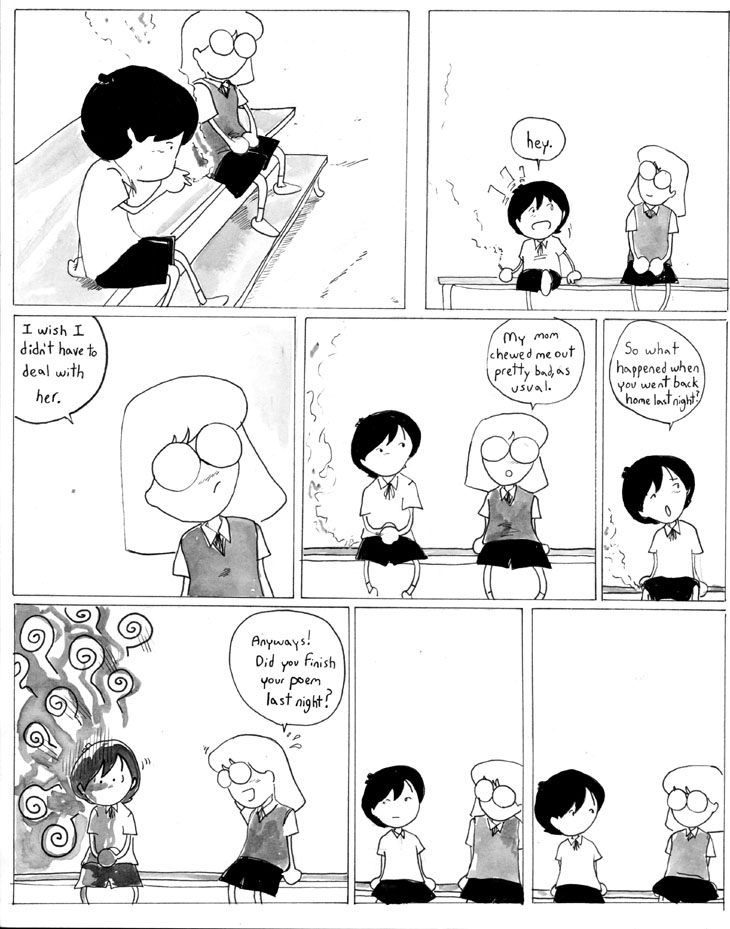 hey.
So what
happened when
you went back
home last night?
My mom
chewed me out
pretty bad, as
usual.
I wish I
didn't have to
deal with
her.
Anyways!
Did you finish
your poem
last night?